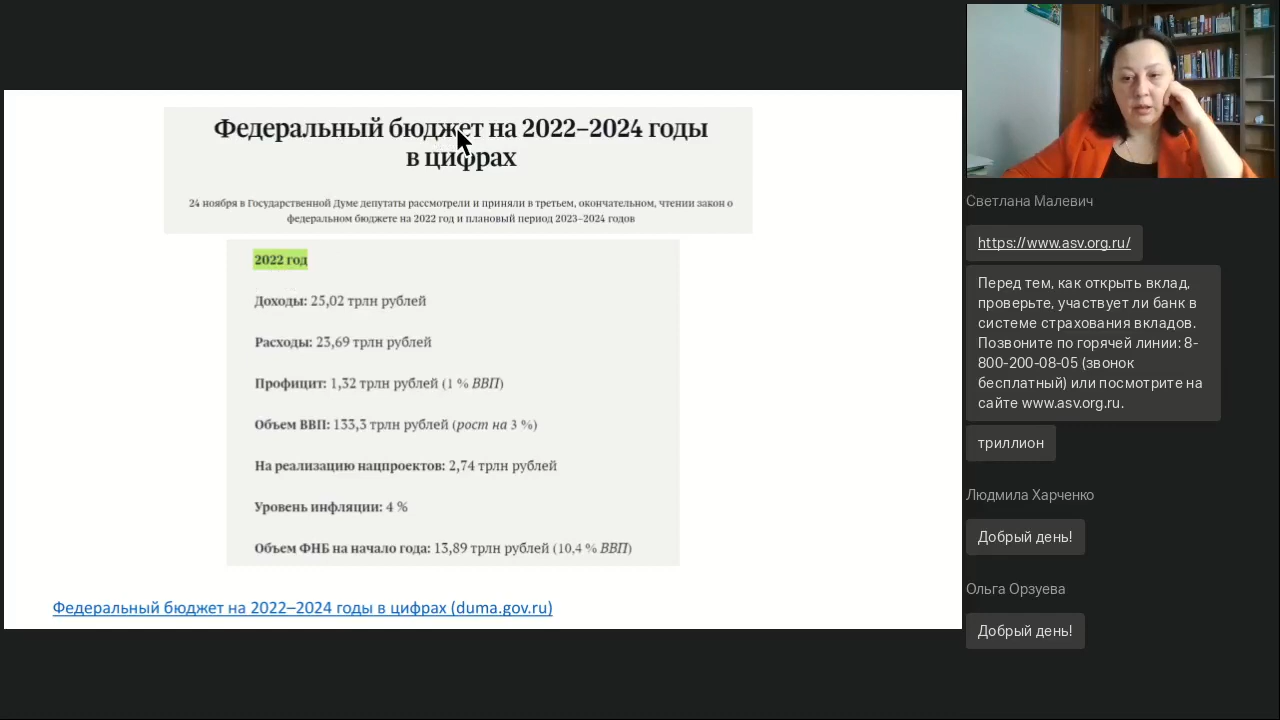 Федеральный бюджет на 2022–2024 годы
в цифрах
24 ноября в Государственной Думе депутаты рассмотрели и приняли в третьем, окончательном, чтении закон о
федеральном бюджете на 2022 год и плановый период 2023–2024 годов
2022 год
Доходы: 25,02 трлн рублей
Расходы: 23,69 трлн рублей
Профицит: 1,32 трлн рублей (1 % ВВП)
Объем ВВП: 133,3 трлн рублей (рост на 3 %)
На реализацию нацпроектов: 2,74 трлн рублей
Уровень инфляции: 4 %
Объем ФНБ на начало года: 13,89 трлн рублей (10,4 % ВВП)
Федеральный бюджет на 2022–2024 годы в цифрах (duma.gov.ru)
Светлана Малевич
https://www.asv.org.ru/
Перед тем, как открыть вклад,
проверьте, участвует ли банк в
системе страхования вкладов.
Позвоните по горячей линии: 8-
800-200-08-05 (звонок
бесплатный) или посмотрите на
сайте www.asv.org.ru.
триллион
Людмила Харченко
Добрый день!
Ольга Орзуева
Добрый день!